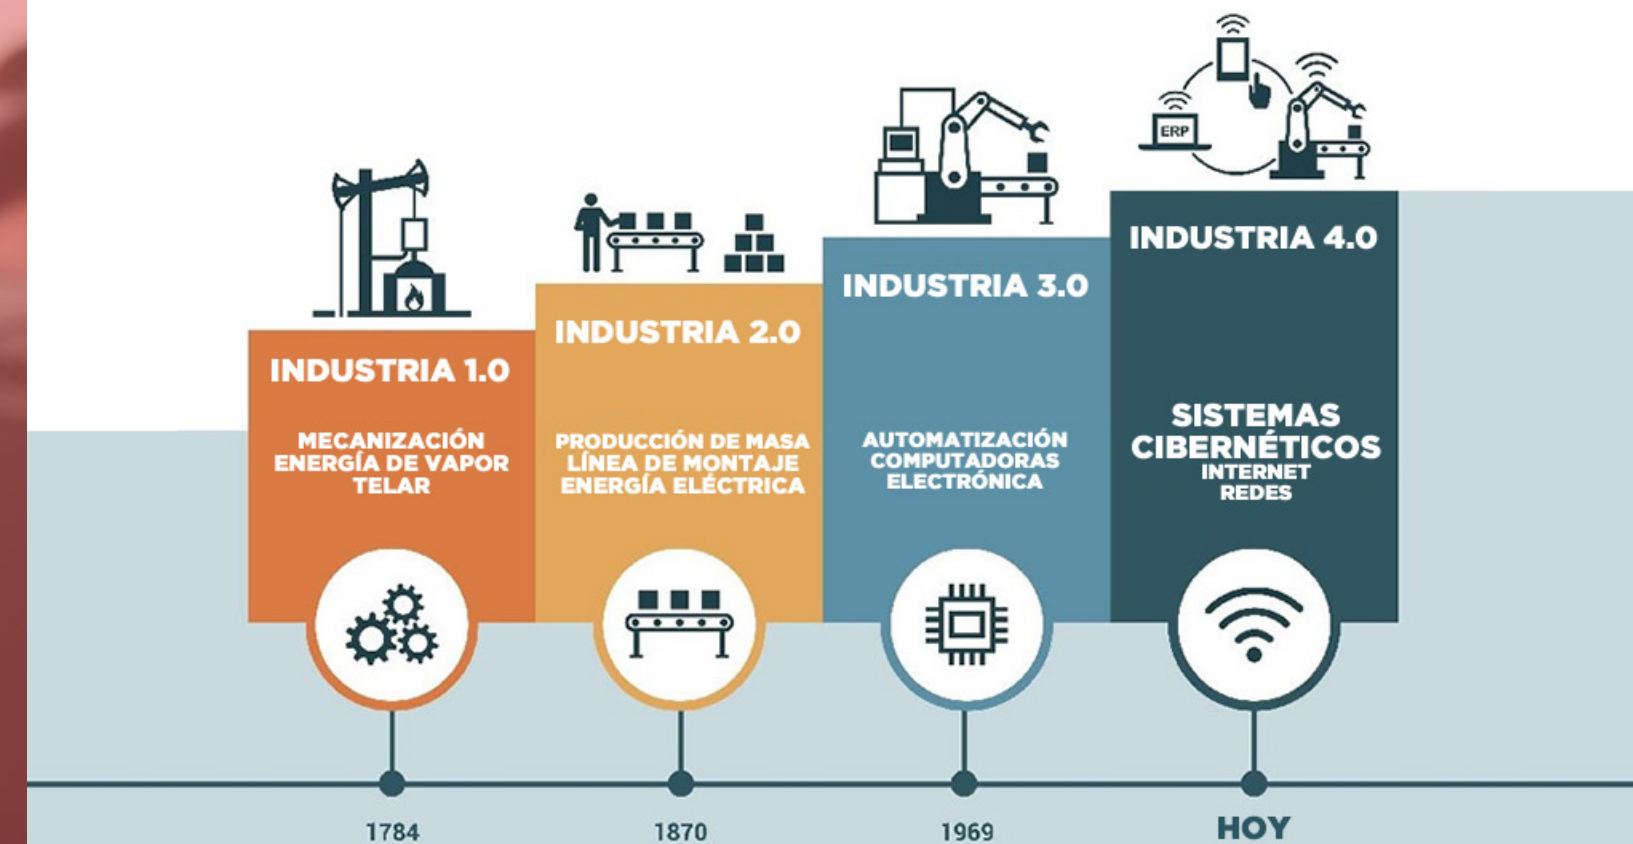 INDUSTRIA 1.0
MECANIZACIÓN
ENERGÍA DE VAPOR
TELAR
1784
INDUSTRIA 2.0
PRODUCCIÓN DE MASA
LÍNEA DE MONTAJE
ENERGÍA ELÉCTRICA
1870
INDUSTRIA 3.0
AUTOMATIZACIÓN
COMPUTADORAS
ELECTRÓNICA
1969
ERP
INDUSTRIA 4.0
SISTEMAS
CIBERNÉTICOS
INTERNET
REDES
HOY